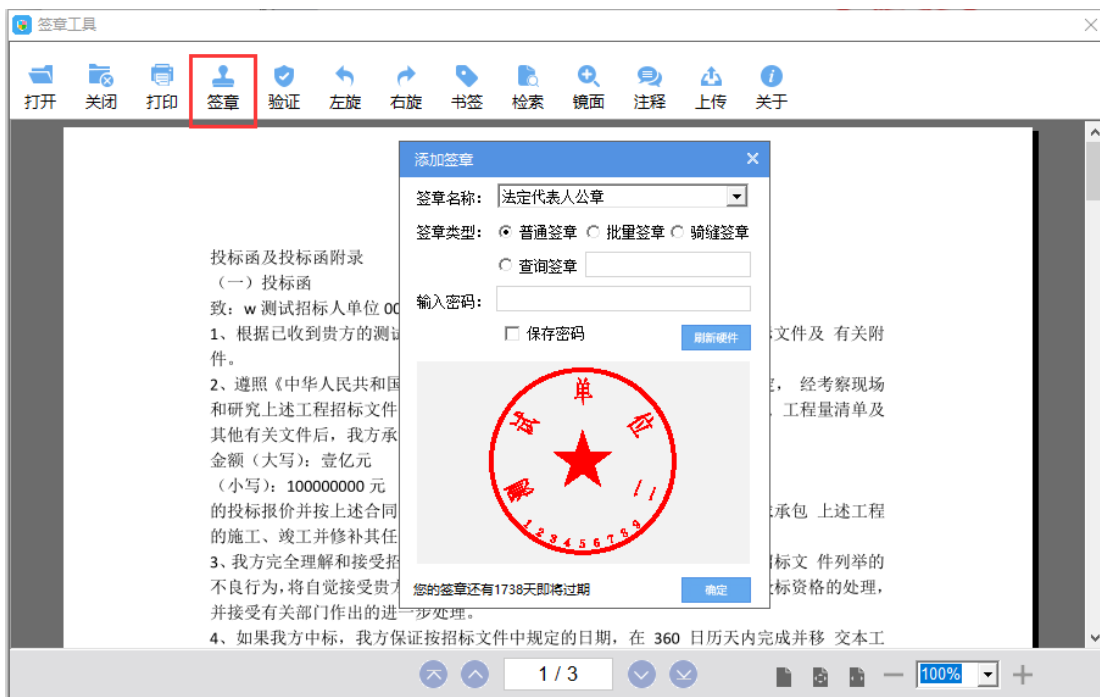 签章工具
打开 关闭 打印 签章 验证 左旋 右旋 书签 检索 镜面 注释 上传 关于
添加签章
签章名称： 法定代表人公章
签章类型： 普通签章 批里签章 骑缝签章
查询签章
输入密码：
保存密码 刷新硬件
测试单位二
123456789
您的签章还有1738天即将过期 确定
投标函及投标函附录
（一）投标函
致：w 测试招标人单位 00
1、根据已收到贵方的测试 文件及 有关附
件。
2、遵照《中华人民共和国 ， 经考察现场
和研究上述工程招标文件 、工程量清单及
其他有关文件后，我方承
金额（大写）：壹亿元
（小写）：100000000 元
的投标报价并按上述合同 承包 上述工程
的施工、竣工并修补其任
3、我方完全理解和接受招 标文 件列举的
不良行为，将自觉接受贵方 标资格的处理，
并接受有关部门作出的进一步处理。
4、如果我方中标，我方保证按招标文件中规定的日期，在 360 日历天内完成并移 交本工
1 / 3
100%